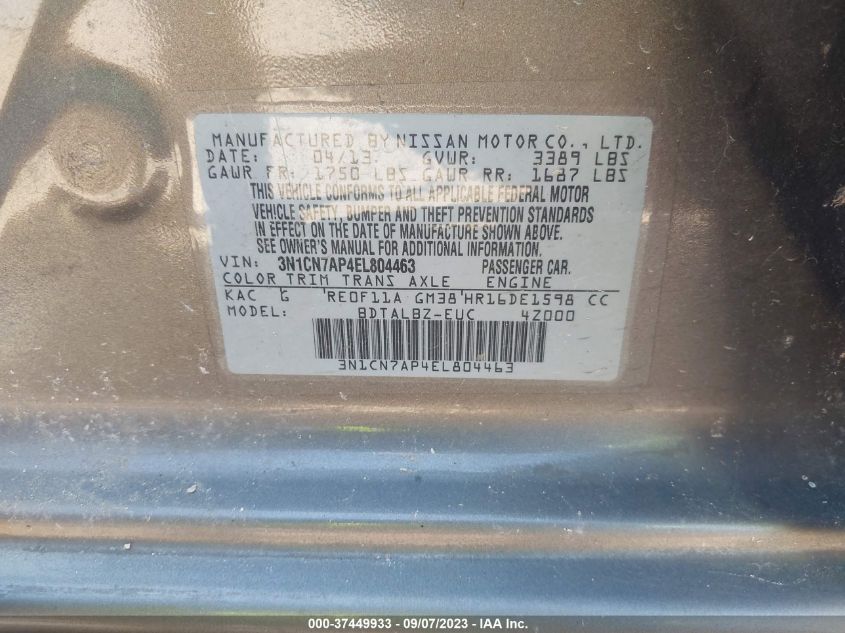 MANUFACTURED BY NISSAN MOTOR CO., LTD.
DATE: 04/13 GVWR: 3389 LBS
GAWR FR: 1750 LBS GAWR RR: 1687 LBS
THIS VEHICLE CONFORMS TO ALL APPLICABLE FEDERAL MOTOR
VEHICLE SAFETY, BUMPER AND THEFT PREVENTION STANDARDS
IN EFFECT ON THE DATE OF MANUFACTURE SHOWN ABOVE.
SEE OWNER'S MANUAL FOR ADDITIONAL INFORMATION.
VIN: 3N1CN7AP4EL804463 PASSENGER CAR.
COLOR TRIM TRANS AXLE ENGINE
KAC G RE0F11A GM38 HR16DE1598 CC
MODEL: BDTALBZ-EUC 4Z000
3N1CN7AP4EL804463
000-37449933 - 09/07/2023 - IAA Inc.